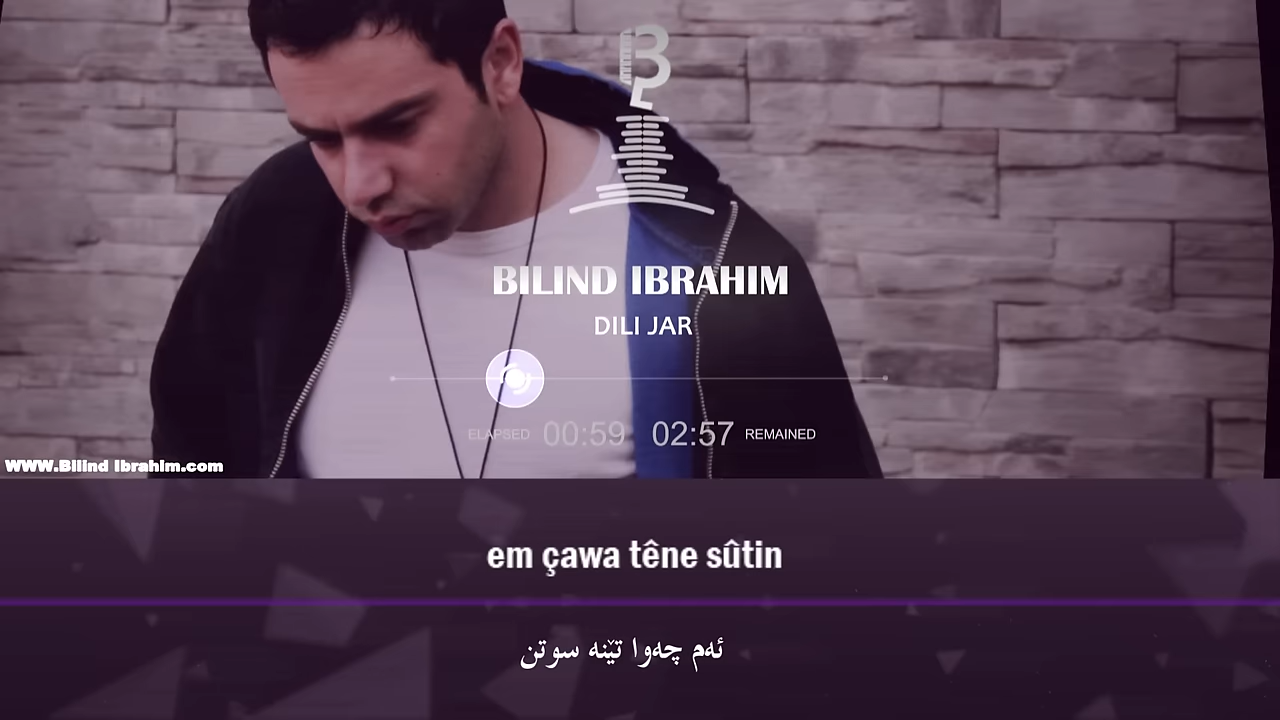 BILIND IBRAHIM
DILI JAR
ELAPSED 00:59 02:57 REMAINED
WWW.Bilind Ibrahim.com
em çawa têne sûtin
ئەم چەوا تێنە سوتن